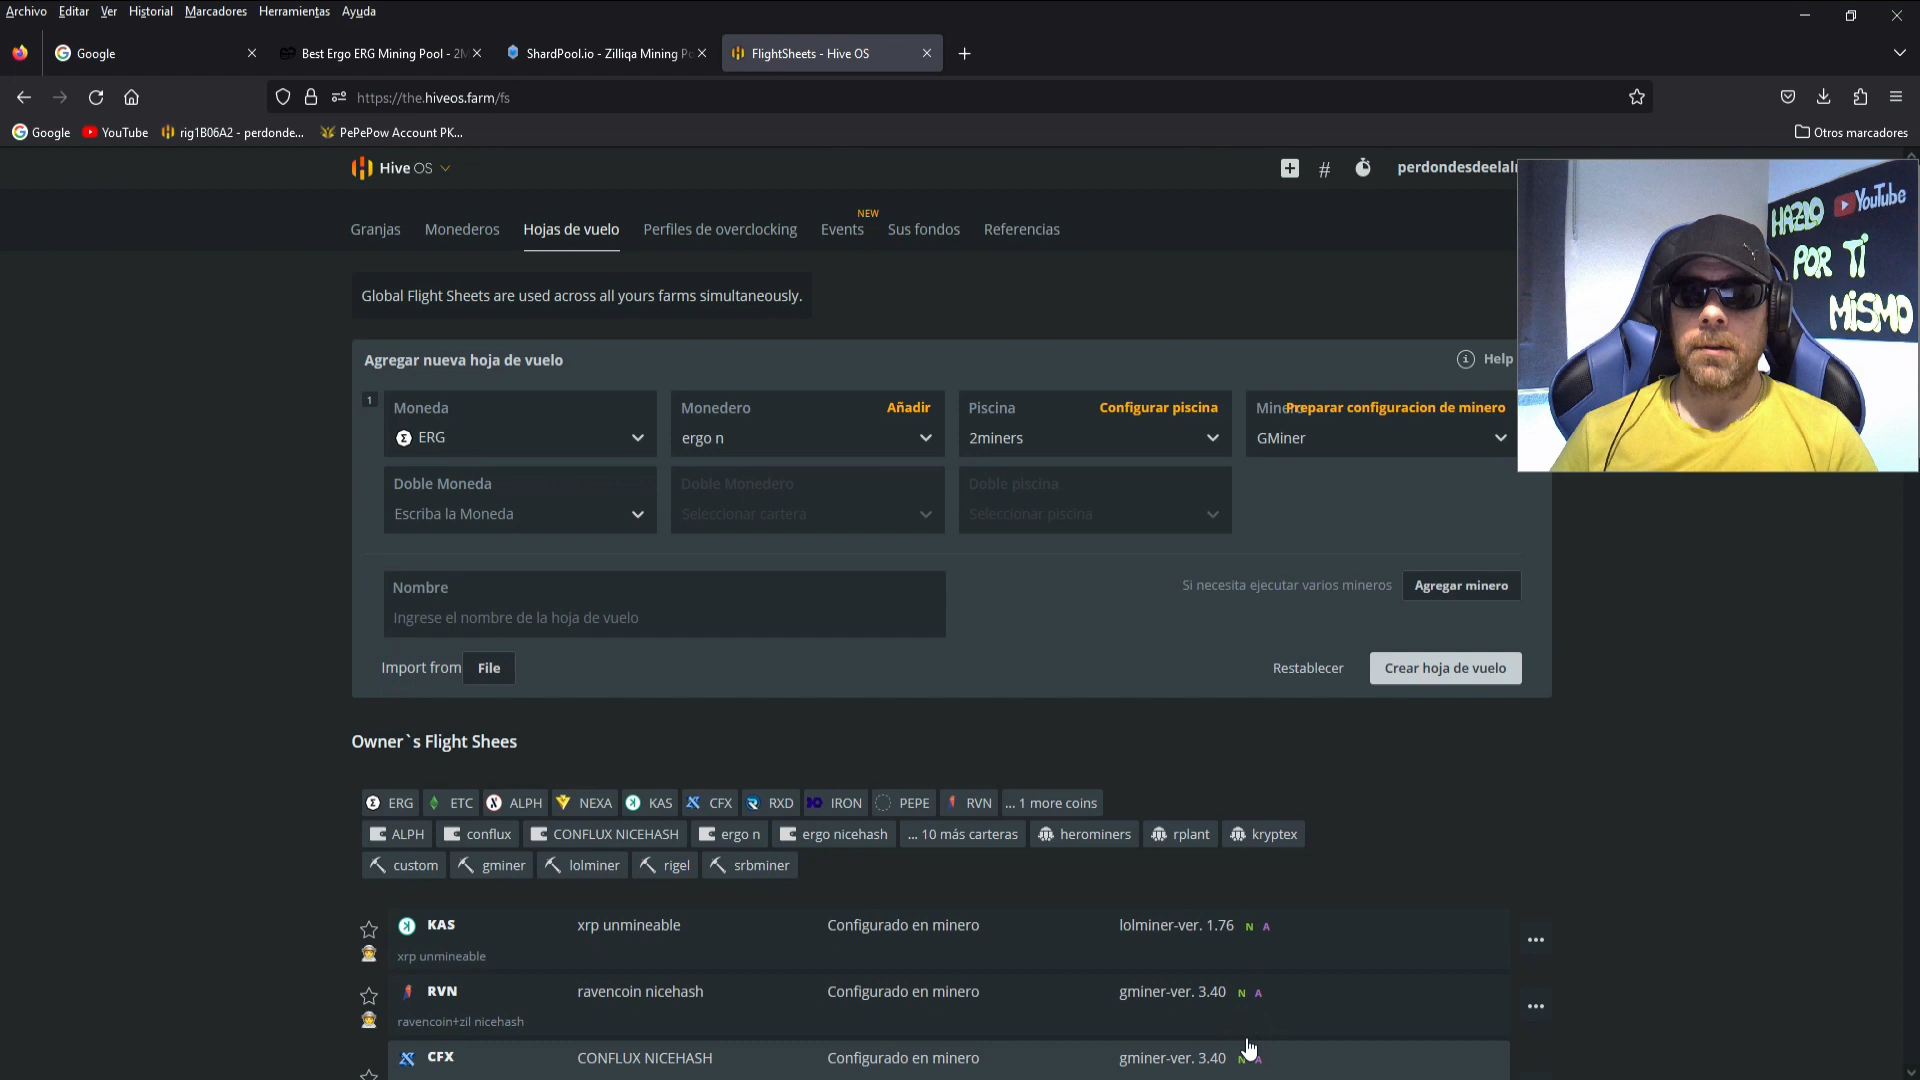 Archivo Editar Ver Historial Marcadores Herramientas Ayuda
Google
Best Ergo ERG Mining Pool - 2M
ShardPool.io - Zilliqa Mining Po
FlightSheets - Hive OS
https://the.hiveos.farm/fs
Google YouTube rig1B06A2 - perdonde... PePePow Account PK... Otros marcadores
Hive OS
perdondesdeelalm
NEW
Granjas Monederos Hojas de vuelo Perfiles de overclocking Events Sus fondos Referencias
Global Flight Sheets are used across all yours farms simultaneously.
Agregar nueva hoja de vuelo
Help
1
Moneda
ERG
Monedero Añadir
ergo n
Piscina Configurar piscina
2miners
Minero Preparar configuracion de minero
GMiner
Doble Moneda
Escriba la Moneda
Doble Monedero
Seleccionar cartera
Doble piscina
Seleccionar piscina
Nombre
Ingrese el nombre de la hoja de vuelo
Si necesita ejecutar varios mineros Agregar minero
Import from File
Restablecer Crear hoja de vuelo
Owner`s Flight Shees
ERG ETC ALPH NEXA KAS CFX RXD IRON PEPE RVN ... 1 more coins
ALPH conflux CONFLUX NICEHASH ergo n ergo nicehash ... 10 más carteras herominers rplant kryptex
custom gminer lolminer rigel srbminer
KAS xrp unmineable Configurado en minero lolminer-ver. 1.76 N A
xrp unmineable
RVN ravencoin nicehash Configurado en minero gminer-ver. 3.40 N A
ravencoin+zil nicehash
CFX CONFLUX NICEHASH Configurado en minero gminer-ver. 3.40 N A
YouTube
HAZLO
POR TÍ
MiSMO